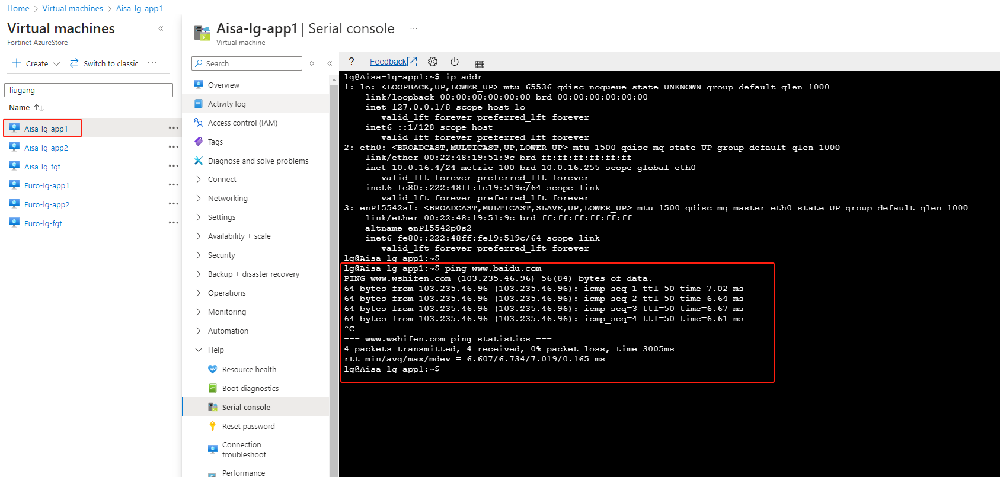 Home > Virtual machines > Aisa-lg-app1
Virtual machines «
Fortinet AzureStore
+ Create Switch to classic ···
liugang
Name ↑↓
Aisa-lg-app1 ···
Aisa-lg-app2 ···
Aisa-lg-fgt ···
Euro-lg-app1 ···
Euro-lg-app2 ···
Euro-lg-fgt ···
Aisa-lg-app1 | Serial console ···
Virtual machine
Search «
Overview
Activity log
Access control (IAM)
Tags
Diagnose and solve problems
Connect
Networking
Settings
Availability + scale
Security
Backup + disaster recovery
Operations
Monitoring
Automation
Help
Resource health
Boot diagnostics
Serial console
Reset password
Connection
troubleshoot
Performance
? Feedback
lg@Aisa-lg-app1:~$ ip addr
1: lo: <LOOPBACK,UP,LOWER_UP> mtu 65536 qdisc noqueue state UNKNOWN group default qlen 1000
    link/loopback 00:00:00:00:00:00 brd 00:00:00:00:00:00
    inet 127.0.0.1/8 scope host lo
       valid_lft forever preferred_lft forever
    inet6 ::1/128 scope host
       valid_lft forever preferred_lft forever
2: eth0: <BROADCAST,MULTICAST,UP,LOWER_UP> mtu 1500 qdisc mq state UP group default qlen 1000
    link/ether 00:22:48:19:51:9c brd ff:ff:ff:ff:ff:ff
    inet 10.0.16.4/24 metric 100 brd 10.0.16.255 scope global eth0
       valid_lft forever preferred_lft forever
    inet6 fe80::222:48ff:fe19:519c/64 scope link
       valid_lft forever preferred_lft forever
3: enP15542s1: <BROADCAST,MULTICAST,SLAVE,UP,LOWER_UP> mtu 1500 qdisc mq master eth0 state UP group default qlen 1000
    link/ether 00:22:48:19:51:9c brd ff:ff:ff:ff:ff:ff
    altname enP15542p0s2
    inet6 fe80::222:48ff:fe19:519c/64 scope link
       valid_lft forever preferred_lft forever
lg@Aisa-lg-app1:~$
lg@Aisa-lg-app1:~$ ping www.baidu.com
PING www.wshifen.com (103.235.46.96) 56(84) bytes of data.
64 bytes from 103.235.46.96 (103.235.46.96): icmp_seq=1 ttl=50 time=7.02 ms
64 bytes from 103.235.46.96 (103.235.46.96): icmp_seq=2 ttl=50 time=6.64 ms
64 bytes from 103.235.46.96 (103.235.46.96): icmp_seq=3 ttl=50 time=6.67 ms
64 bytes from 103.235.46.96 (103.235.46.96): icmp_seq=4 ttl=50 time=6.61 ms
^C
--- www.wshifen.com ping statistics ---
4 packets transmitted, 4 received, 0% packet loss, time 3005ms
rtt min/avg/max/mdev = 6.607/6.734/7.019/0.165 ms
lg@Aisa-lg-app1:~$